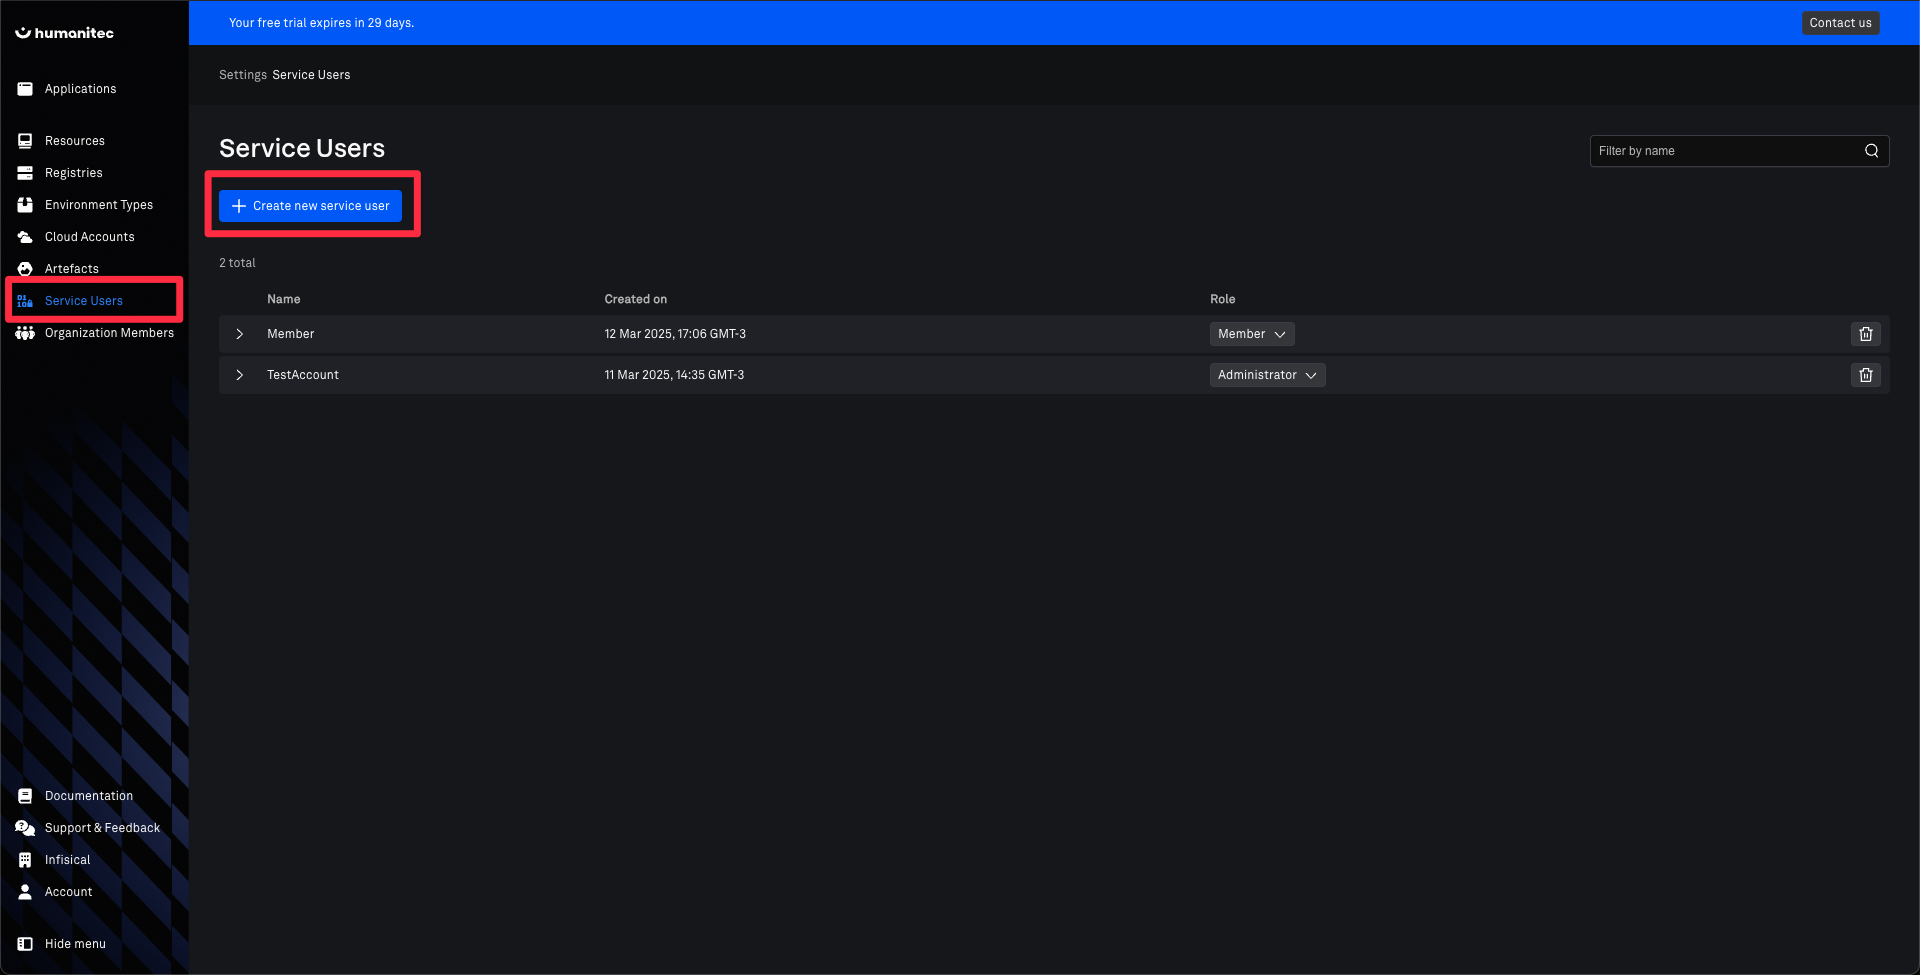 humanitec
Your free trial expires in 29 days.
Contact us
Settings Service Users
Applications
Resources
Registries
Environment Types
Cloud Accounts
Artefacts
Service Users
Organization Members
Service Users
Filter by name
Create new service user
2 total
Name Created on Role
Member 12 Mar 2025, 17:06 GMT-3 Member
TestAccount 11 Mar 2025, 14:35 GMT-3 Administrator
Documentation
Support & Feedback
Infisical
Account
Hide menu